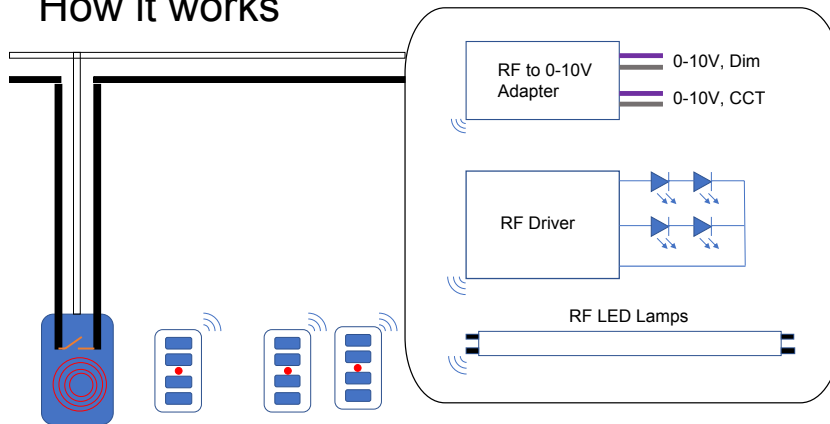 How it works
RF to 0-10V
Adapter
0-10V, Dim
0-10V, CCT
RF Driver
RF LED Lamps